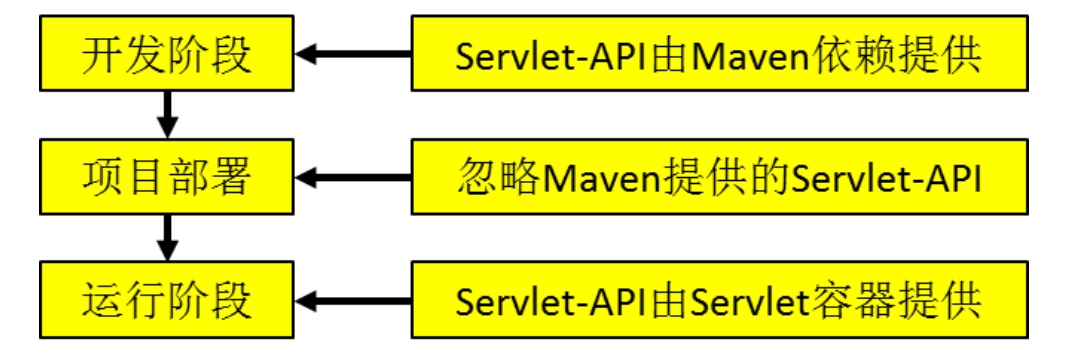 开发阶段
Servlet-API由Maven依赖提供
项目部署
忽略Maven提供的Servlet-API
运行阶段
Servlet-API由Servlet容器提供